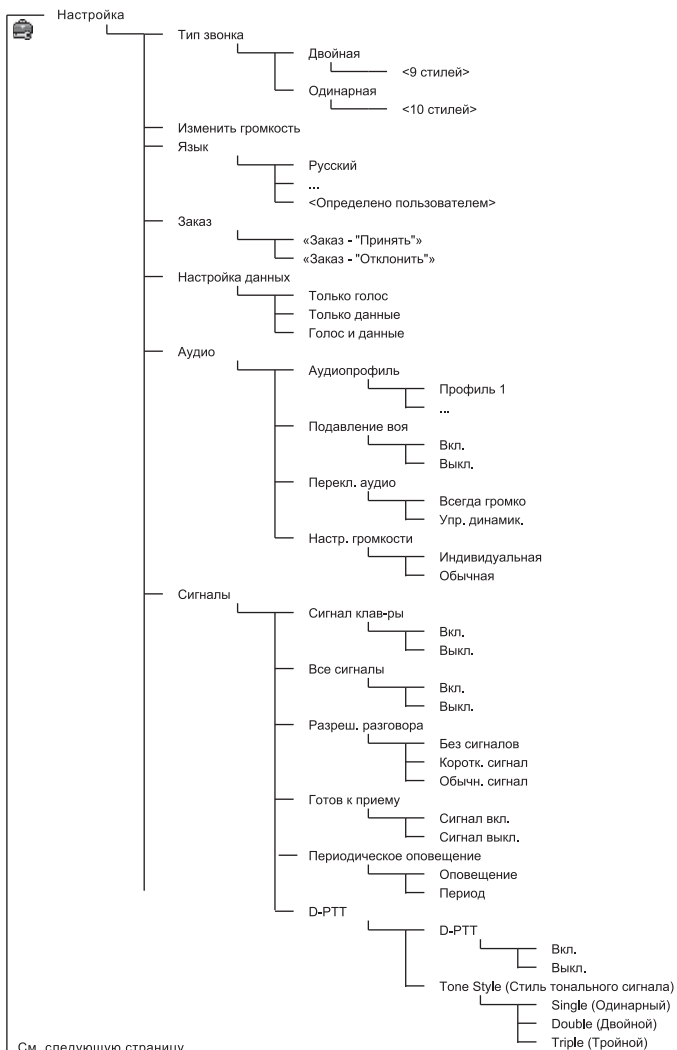 Настройка
Тип звонка
Двойная
<9 стилей>
Одинарная
<10 стилей>
Изменить громкость
Язык
Русский
...
<Определено пользователем>
Заказ
«Заказ - "Принять"»
«Заказ - "Отклонить"»
Настройка данных
Только голос
Только данные
Голос и данные
Аудио
Аудиопрофиль
Профиль 1
...
Подавление воя
Вкл.
Выкл.
Перекл. аудио
Всегда громко
Упр. динамик.
Настр. громкости
Индивидуальная
Обычная
Сигналы
Сигнал клав-ры
Вкл.
Выкл.
Все сигналы
Вкл.
Выкл.
Разреш. разговора
Без сигналов
Коротк. сигнал
Обычн. сигнал
Готов к приему
Сигнал вкл.
Сигнал выкл.
Периодическое оповещение
Оповещение
Период
D-PTT
D-PTT
Вкл.
Выкл.
Tone Style (Стиль тонального сигнала)
Single (Одинарный)
Double (Двойной)
Triple (Тройной)
См. следующую страницу